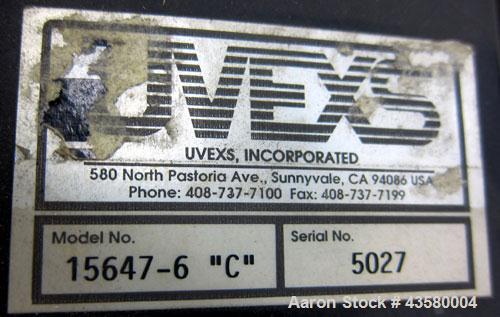 UVEXS
UVEXS, INCORPORATED
580 North Pastoria Ave., Sunnyvale, CA 94086 USA
Phone: 408-737-7100 Fax: 408-737-7199
Model No.
15647-6 "C"
Serial No.
5027
Aaron Stock # 43580004